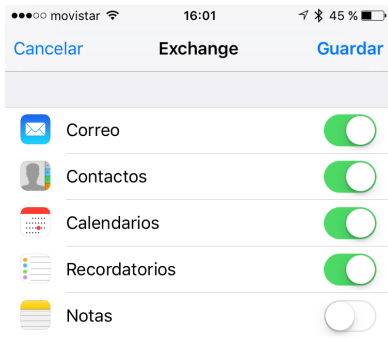 movistar 16:01 45 %
Cancelar Exchange Guardar
Correo
Contactos
Calendarios
Recordatorios
Notas